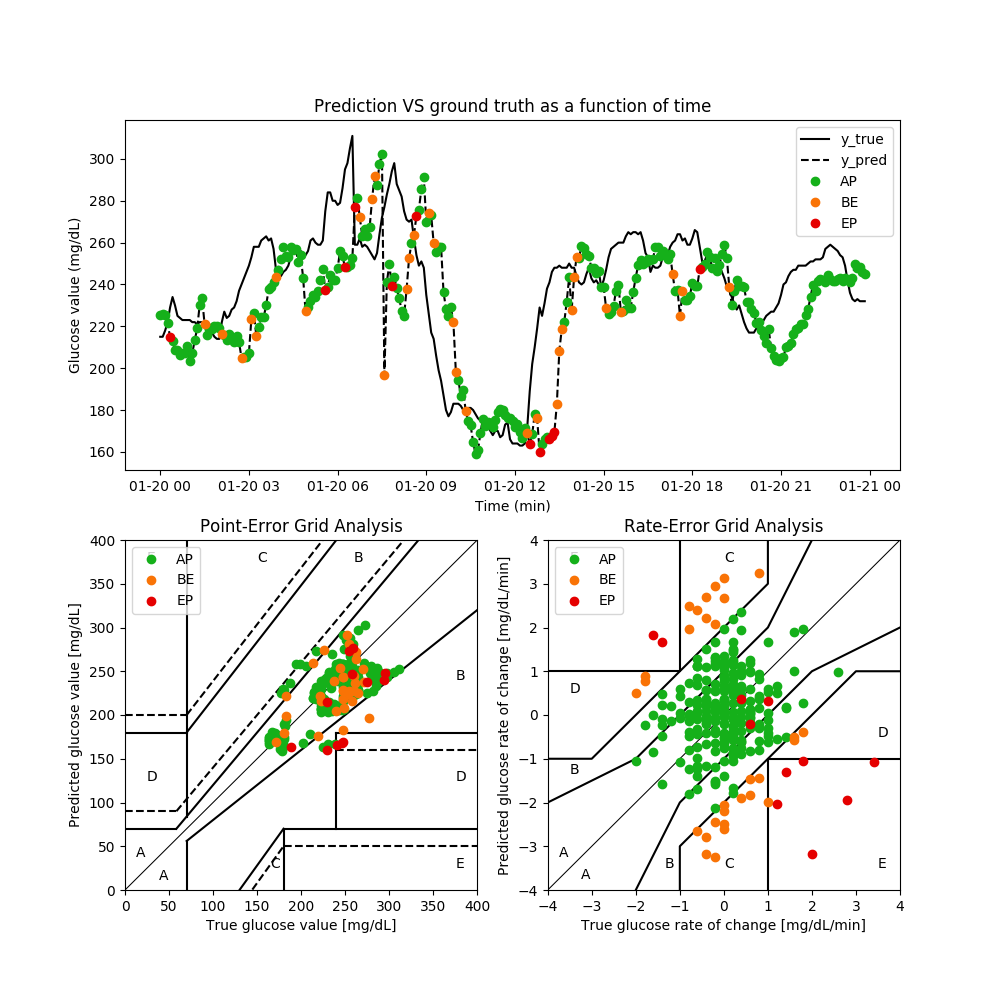 Prediction VS ground truth as a function of time
Glucose value (mg/dL)
300
280
260
240
220
200
180
160
y_true
y_pred
AP
BE
EP
01-20 00 01-20 03 01-20 06 01-20 09 01-20 12 01-20 15 01-20 18 01-20 21 01-21 00
Time (min)
Point-Error Grid Analysis
Predicted glucose value [mg/dL]
400
350
300
250
200
150
100
50
0
AP
BE
EP
C B
B
D D
A
A C E
0 50 100 150 200 250 300 350 400
True glucose value [mg/dL]
Rate-Error Grid Analysis
Predicted glucose rate of change [mg/dL/min]
4
3
2
1
0
−1
−2
−3
−4
AP
BE
EP
C
D
D
B
A
A B C E
−4 −3 −2 −1 0 1 2 3 4
True glucose rate of change [mg/dL/min]